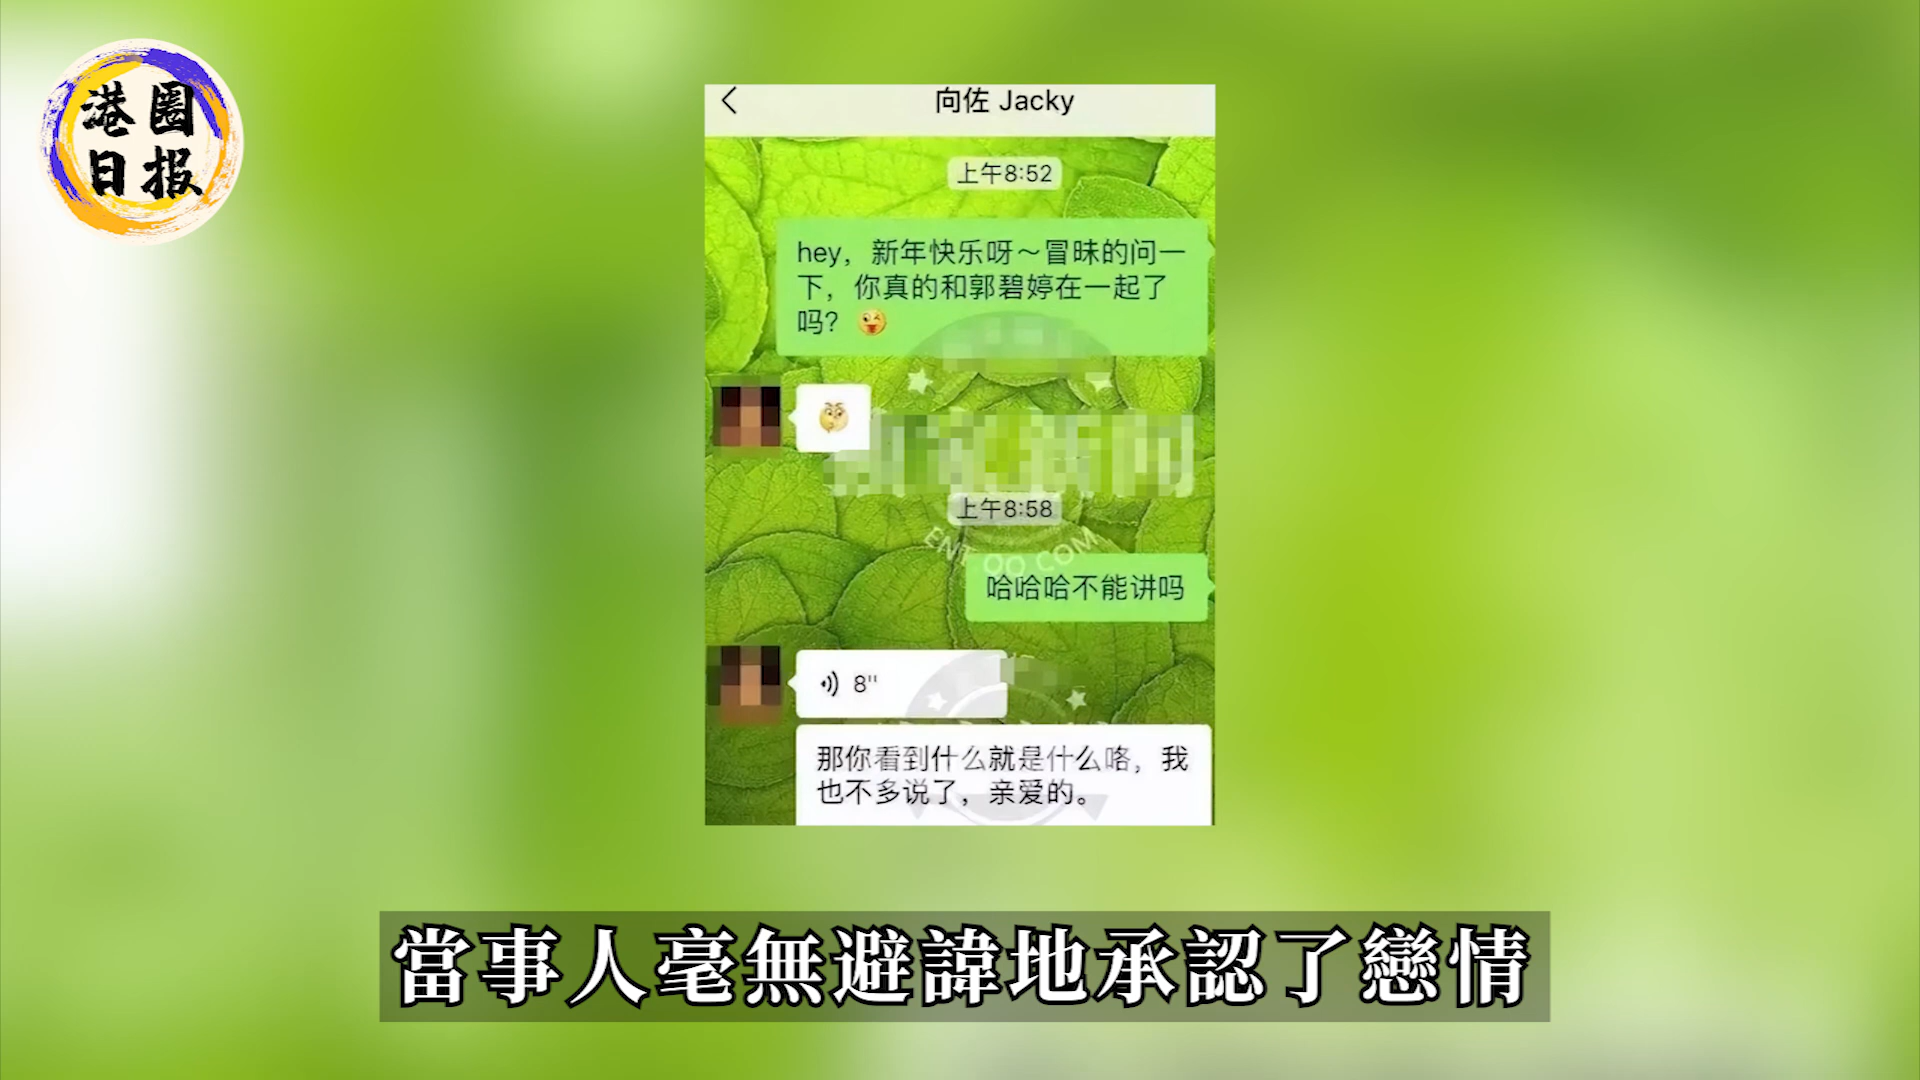 港圈
日报
向佐 Jacky
上午8:52
hey，新年快乐呀～冒昧的问一
下，你真的和郭碧婷在一起了
吗？
上午8:58
ENT QQ COM
哈哈哈不能讲吗
8"
那你看到什么就是什么咯，我
也不多说了，亲爱的。
當事人毫無避諱地承認了戀情